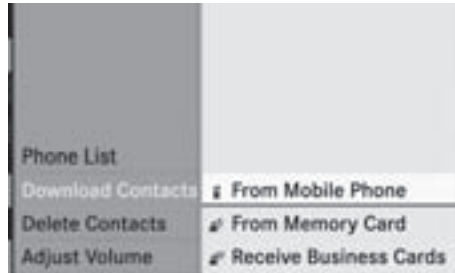 Phone List
Download Contacts
From Mobile Phone
Delete Contacts
From Memory Card
Adjust Volume
Receive Business Cards